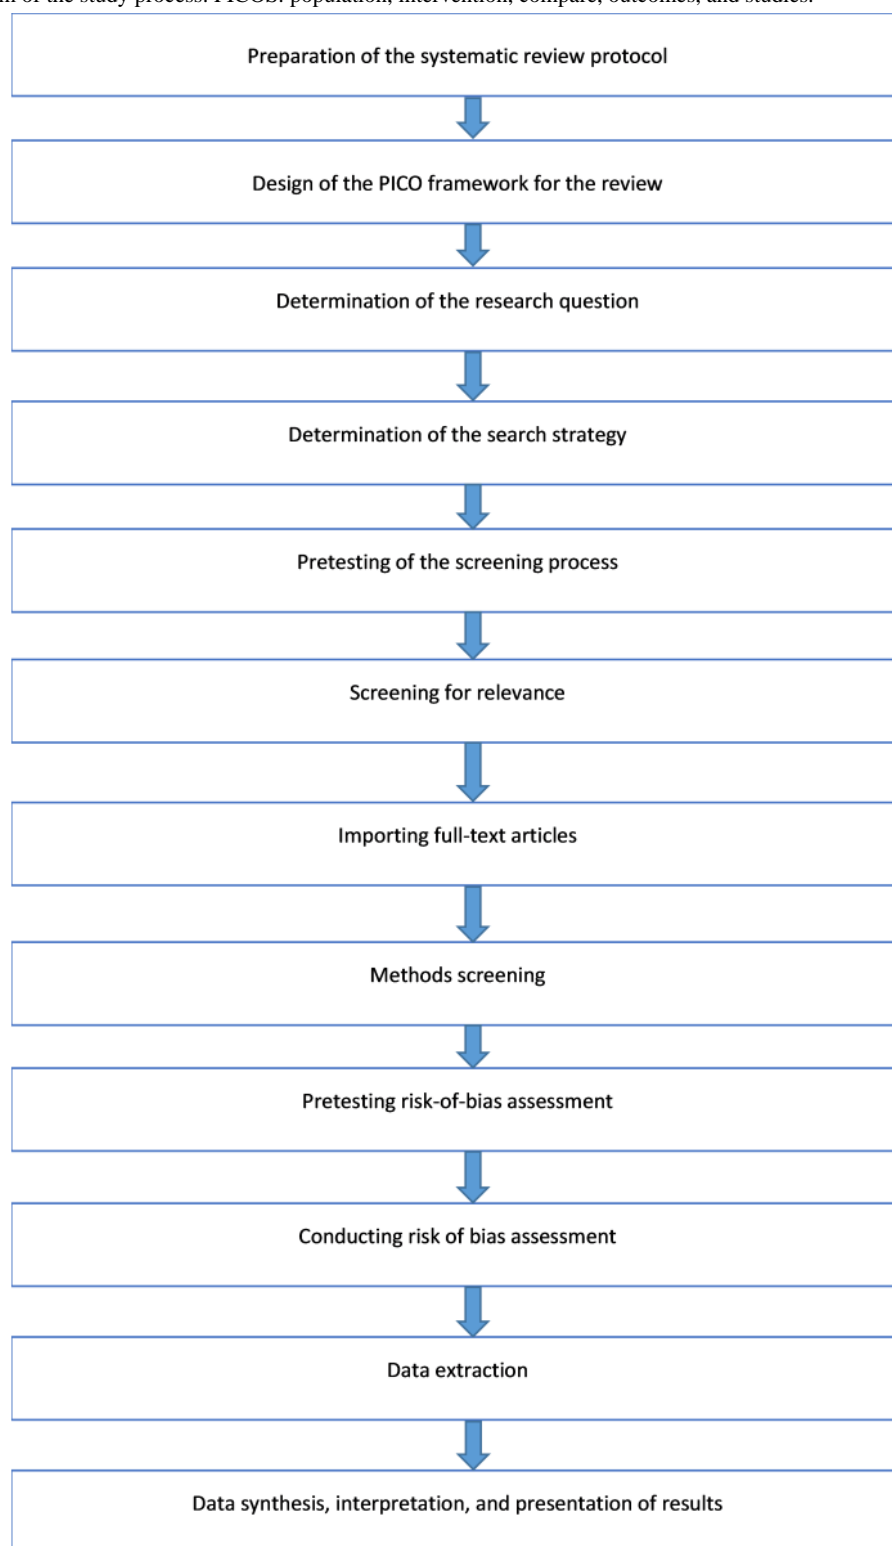 of the study process. PICOS: population, intervention, compare, outcomes, and studies.
Preparation of the systematic review protocol
Design of the PICO framework for the review
Determination of the research question
Determination of the search strategy
Pretesting of the screening process
Screening for relevance
Importing full-text articles
Methods screening
Pretesting risk-of-bias assessment
Conducting risk of bias assessment
Data extraction
Data synthesis, interpretation, and presentation of results